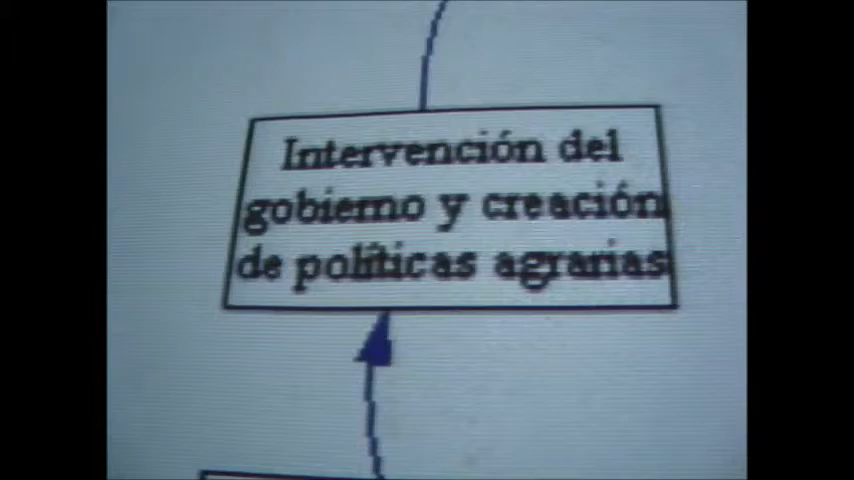 Intervención del
gobierno y creación
de políticas agrarias